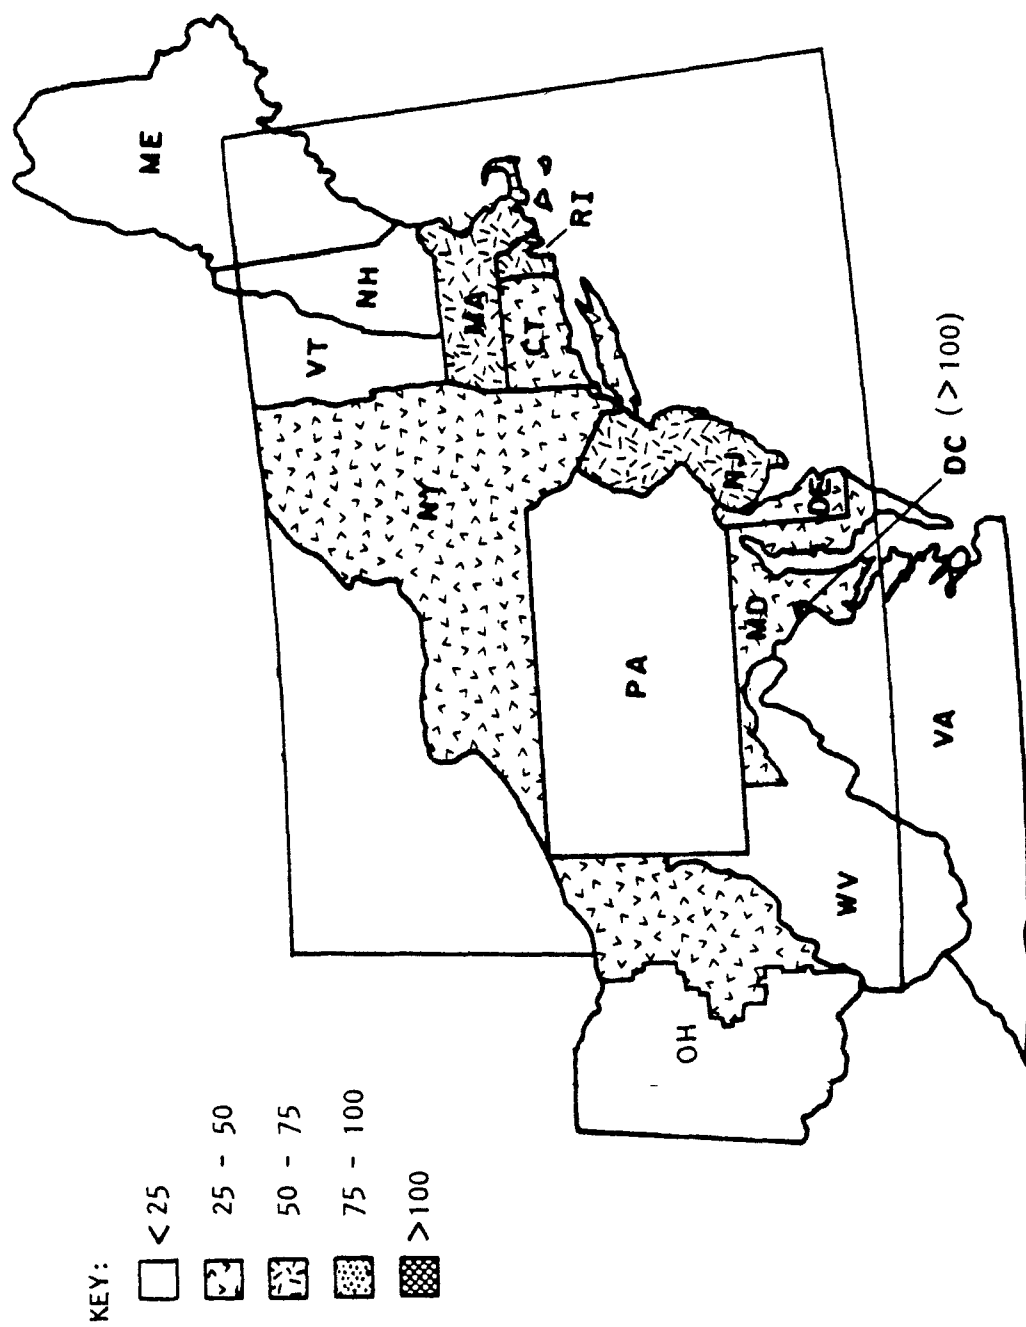 KEY:
< 25
25 - 50
50 - 75
75 - 100
>100
ME
VT
NH
MA
CT
RI
NY
NJ
PA
DE
MD
DC (>100)
OH
WV
VA